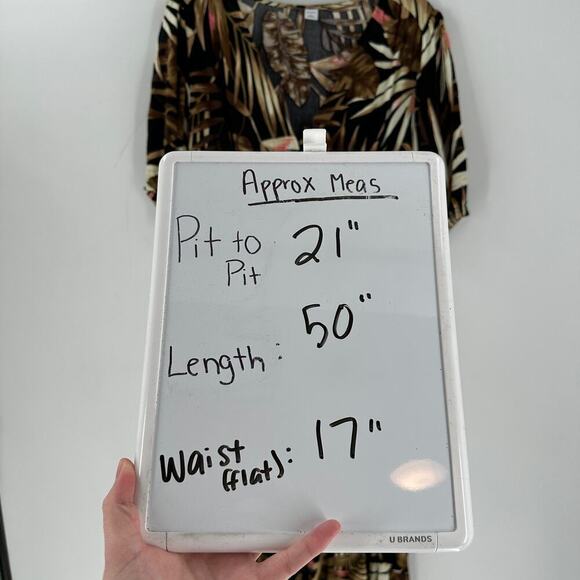 Approx Meas
Pit to 21"
Pit
50"
Length:
Waist 17"
(flat):
U BRANDS